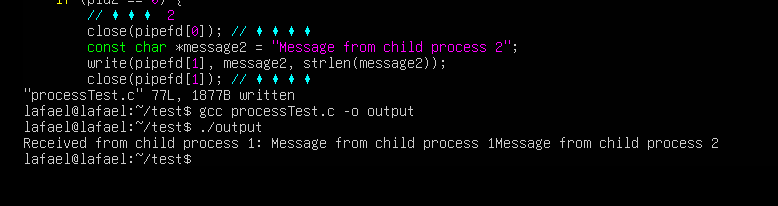 if (pid2 == 0) {
// ♦ ♦ ♦ 2
close(pipefd[0]); // ♦ ♦ ♦ ♦
const char *message2 = "Message from child process 2";
write(pipefd[1], message2, strlen(message2));
close(pipefd[1]); // ♦ ♦ ♦ ♦
"processTest.c" 77L, 1877B written
lafael@lafael:~/test$ gcc processTest.c -o output
lafael@lafael:~/test$ ./output
Received from child process 1: Message from child process 1Message from child process 2
lafael@lafael:~/test$